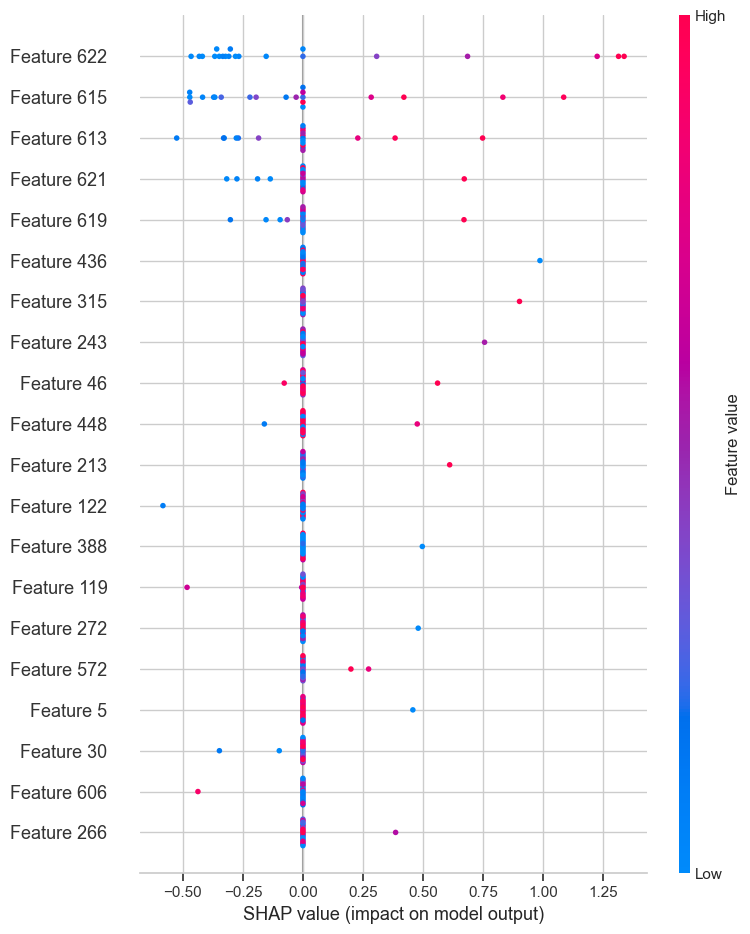 High
Feature 622
Feature 615
Feature 613
Feature 621
Feature 619
Feature 436
Feature 315
Feature 243
Feature 46
Feature 448
Feature 213
Feature 122
Feature 388
Feature 119
Feature 272
Feature 572
Feature 5
Feature 30
Feature 606
Feature 266
Feature value
Low
−0.50 −0.25 0.00 0.25 0.50 0.75 1.00 1.25
SHAP value (impact on model output)